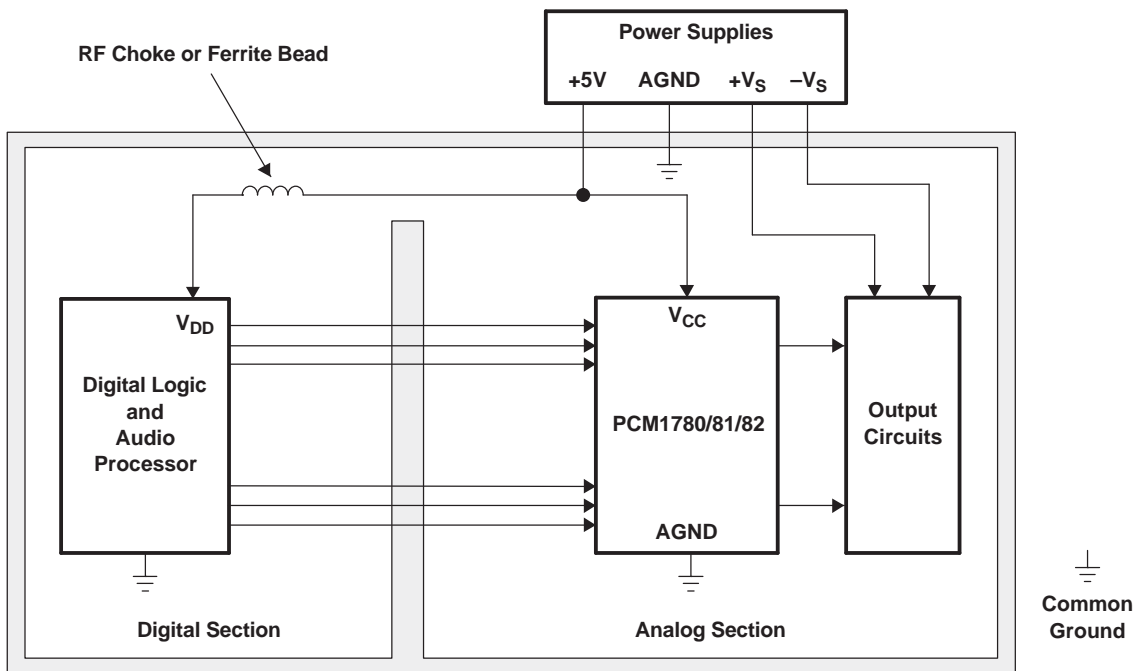 Power Supplies
RF Choke or Ferrite Bead
+5V AGND +VS –VS
VDD
VCC
Digital Logic
and
Audio
Processor
PCM1780/81/82
Output
Circuits
AGND
Digital Section
Analog Section
Common
Ground